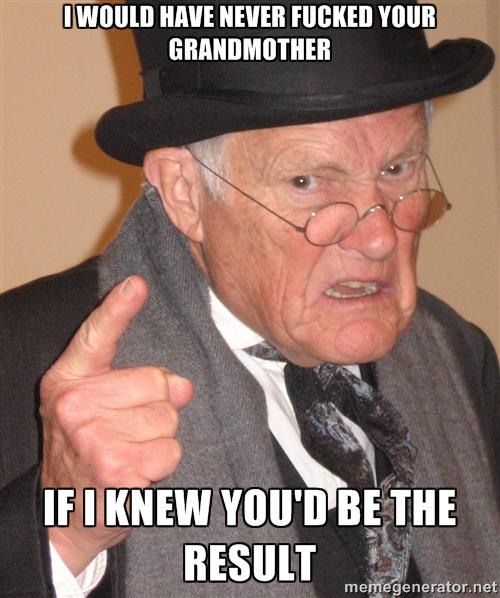 I WOULD HAVE NEVER FUCKED YOUR
GRANDMOTHER
IF I KNEW YOU'D BE THE
RESULT
memegenerator.net